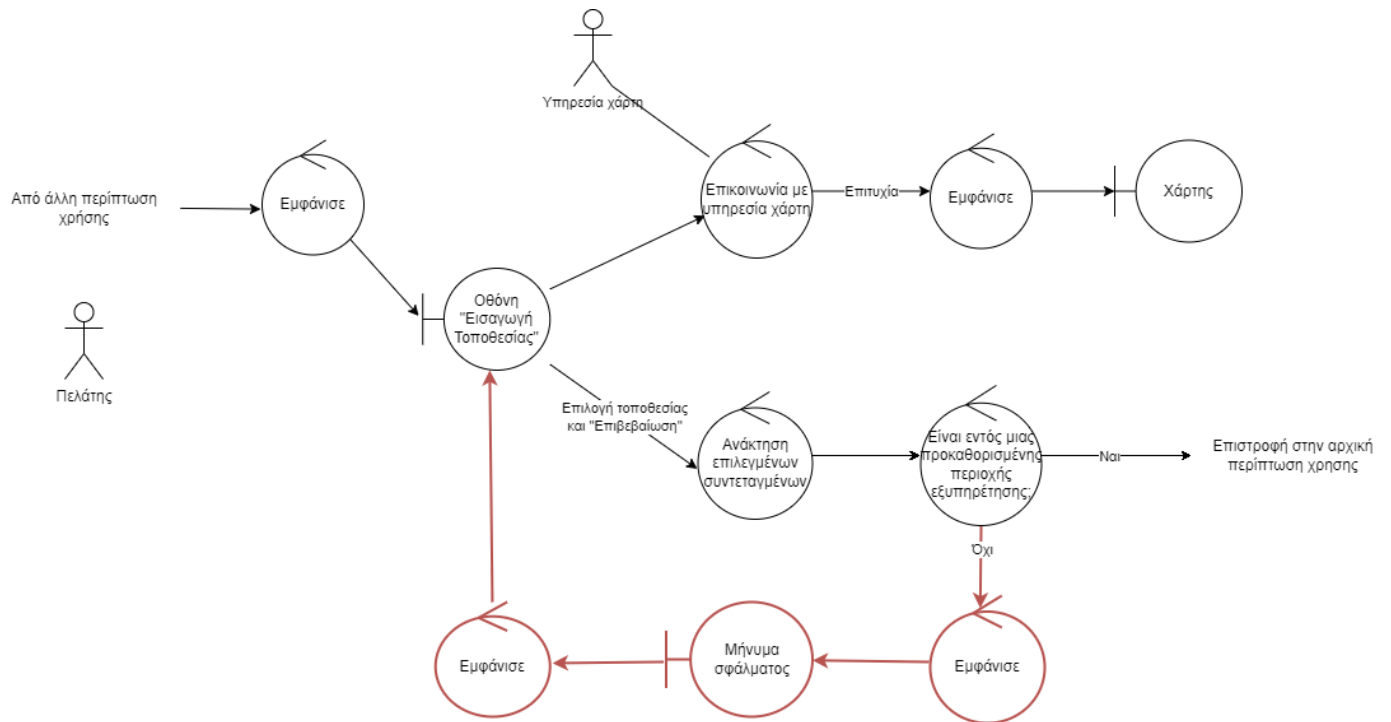 Υπηρεσία χάρτη
Από άλλη περίπτωση
χρήσης
Εμφάνισε
Επικοινωνία με
υπηρεσία χάρτη
Επιτυχία
Εμφάνισε
Χάρτης
Οθόνη
"Εισαγωγή
Τοποθεσίας"
Πελάτης
Επιλογή τοποθεσίας
και "Επιβεβαίωση"
Ανάκτηση
επιλεγμένων
συντεταγμένων
Είναι εντός μιας
προκαθορισμένης
περιοχής
εξυπηρέτησης;
Ναι
Επιστροφή στην αρχική
περίπτωση χρησης
Όχι
Εμφάνισε
Μήνυμα
σφάλματος
Εμφάνισε